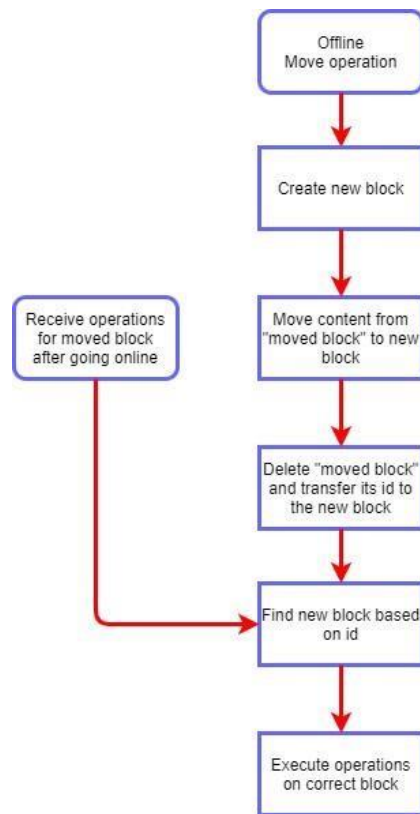 Offline
Move operation
Create new block
Receive operations
for moved block
after going online
Move content from
"moved block" to new
block
Delete "moved block"
and transfer its id to
the new block
Find new block based
on id
Execute operations
on correct block